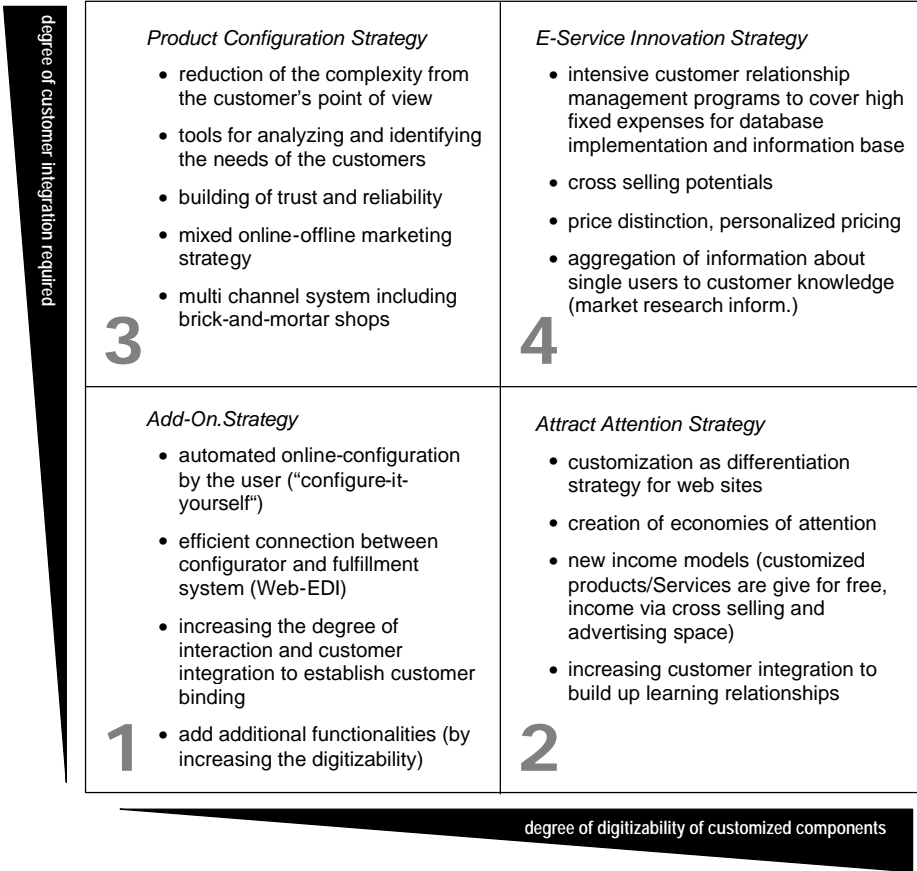 degree of customer integration required
Product Configuration Strategy
• reduction of the complexity from
the customer's point of view
• tools for analyzing and identifying
the needs of the customers
• building of trust and reliability
• mixed online-offline marketing
strategy
• multi channel system including
brick-and-mortar shops
3
E-Service Innovation Strategy
• intensive customer relationship
management programs to cover high
fixed expenses for database
implementation and information base
• cross selling potentials
• price distinction, personalized pricing
• aggregation of information about
single users to customer knowledge
(market research inform.)
4
Add-On.Strategy
• automated online-configuration
by the user (“configure-it-
yourself“)
• efficient connection between
configurator and fulfillment
system (Web-EDI)
• increasing the degree of
interaction and customer
integration to establish customer
binding
• add additional functionalities (by
increasing the digitizability)
1
Attract Attention Strategy
• customization as differentiation
strategy for web sites
• creation of economies of attention
• new income models (customized
products/Services are give for free,
income via cross selling and
advertising space)
• increasing customer integration to
build up learning relationships
2
degree of digitizability of customized components